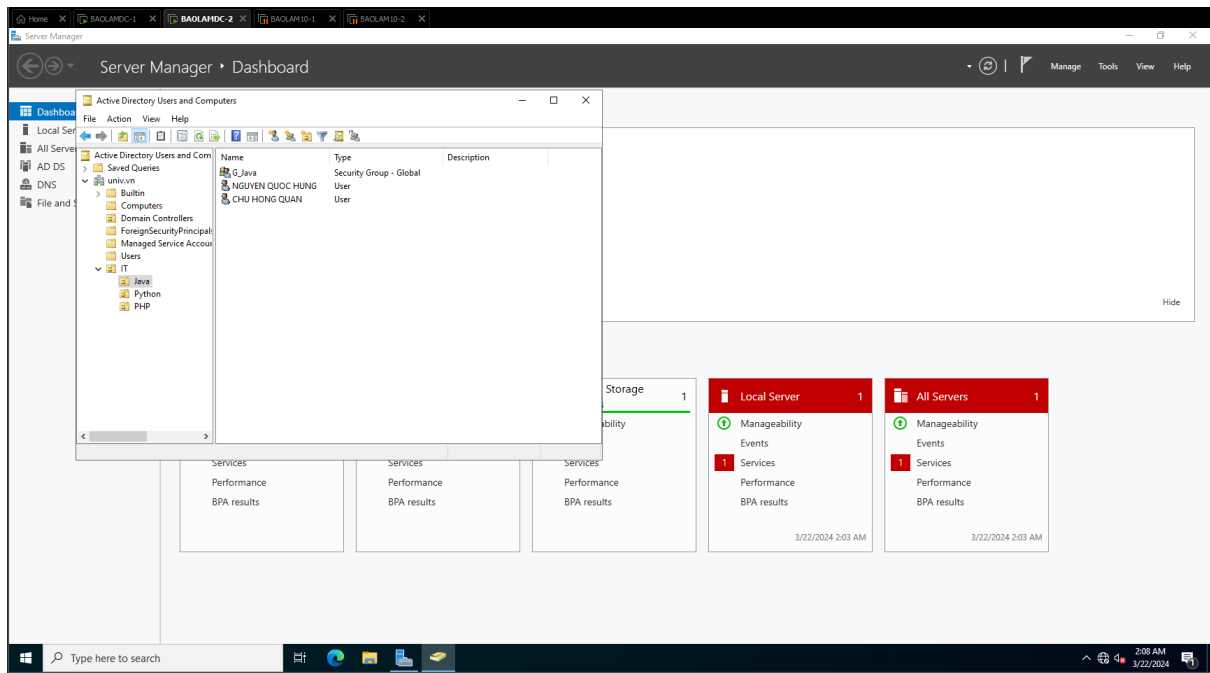 Home BAOLAMDC-1 BAOLAMDC-2 BAOLAM10-1 BAOLAM10-2
Server Manager
Server Manager Dashboard
Manage Tools View Help
Dashboa
Local Ser
All Server
AD DS
DNS
File and S
Active Directory Users and Computers
File Action View Help
Active Directory Users and Com
Saved Queries
univ.vn
Builtin
Computers
Domain Controllers
ForeignSecurityPrincipals
Managed Service Accoun
Users
IT
Java
Python
PHP
Name Type Description
G_Java Security Group - Global
NGUYEN QUOC HUNG User
CHU HONG QUAN User
Hide
Services
Performance
BPA results
Services
Performance
BPA results
Storage 1
ability
Services
Performance
BPA results
Local Server 1
Manageability
Events
1 Services
Performance
BPA results
3/22/2024 2:03 AM
All Servers 1
Manageability
Events
1 Services
Performance
BPA results
3/22/2024 2:03 AM
Type here to search
2:08 AM
3/22/2024
1